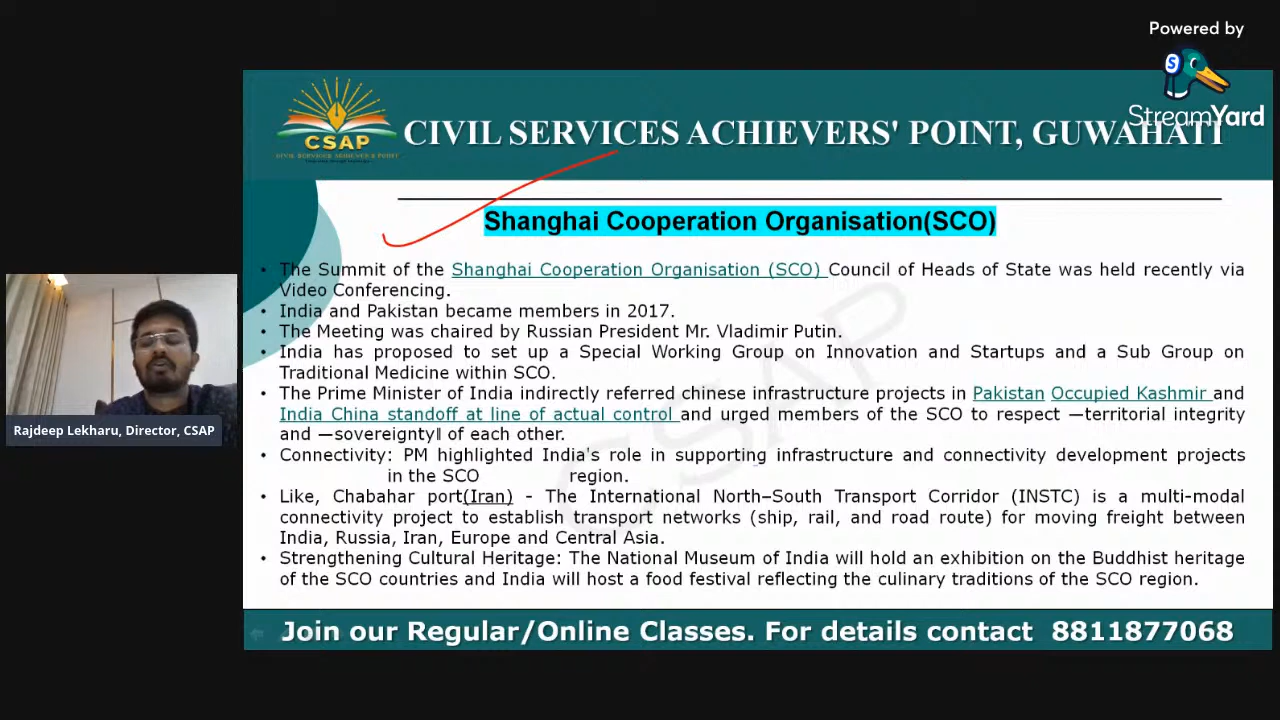 Powered by
StreamYard
CSAP
CIVIL SERVICES ACHIEVERS' POINT, GUWAHATI
Shanghai Cooperation Organisation(SCO)
• The Summit of the Shanghai Cooperation Organisation (SCO) Council of Heads of State was held recently via
Video Conferencing.
• India and Pakistan became members in 2017.
• The Meeting was chaired by Russian President Mr. Vladimir Putin.
• India has proposed to set up a Special Working Group on Innovation and Startups and a Sub Group on
Traditional Medicine within SCO.
• The Prime Minister of India indirectly referred chinese infrastructure projects in Pakistan Occupied Kashmir and
India China standoff at line of actual control and urged members of the SCO to respect ―territorial integrity
and ―sovereignty‖ of each other.
• Connectivity: PM highlighted India's role in supporting infrastructure and connectivity development projects
in the SCO region.
• Like, Chabahar port(Iran) - The International North–South Transport Corridor (INSTC) is a multi-modal
connectivity project to establish transport networks (ship, rail, and road route) for moving freight between
India, Russia, Iran, Europe and Central Asia.
• Strengthening Cultural Heritage: The National Museum of India will hold an exhibition on the Buddhist heritage
of the SCO countries and India will host a food festival reflecting the culinary traditions of the SCO region.
CSAP
Rajdeep Lekharu, Director, CSAP
Join our Regular/Online Classes. For details contact 8811877068